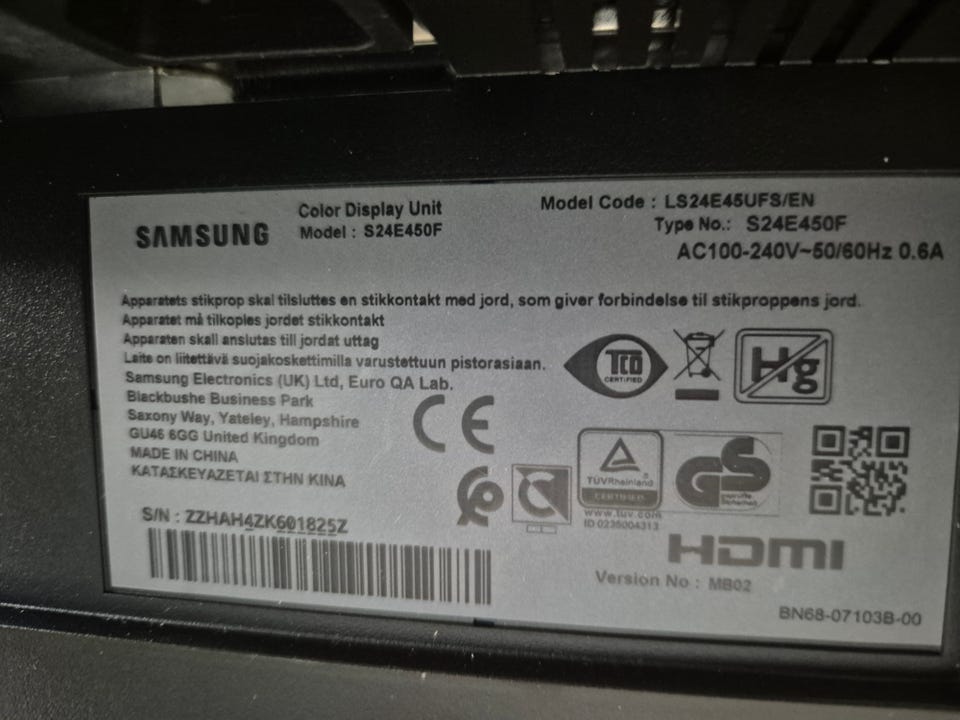 SAMSUNG
Color Display Unit
Model : S24E450F
Model Code : LS24E45UFS/EN
Type No.: S24E450F
AC100-240V~50/60Hz 0.6A
Apparatets stikprop skal tilsluttes en stikkontakt med jord, som giver forbindelse til stikproppens jord.
Apparatet må tilkoples jordet stikkontakt
Apparaten skall anslutas till jordat uttag
Laite on liitettävä suojakoskettimilla varustettuun pistorasiaan.
Samsung Electronics (UK) Ltd, Euro QA Lab.
Blackbushe Business Park
Saxony Way, Yateley, Hampshire
GU46 6GG United Kingdom
MADE IN CHINA
ΚΑΤΑΣΚΕΥΑΖΕΤΑΙ ΣΤΗΝ ΚΙΝΑ
TCO
CERTIFIED
Hg
CE
TÜVRheinland
CERTIFIED
www.tuv.com
ID 0235004313
GS
geprüfte
Sicherheit
S/N : ZZHAH4ZK601825Z
HDMI
Version No : MB02
BN68-07103B-00